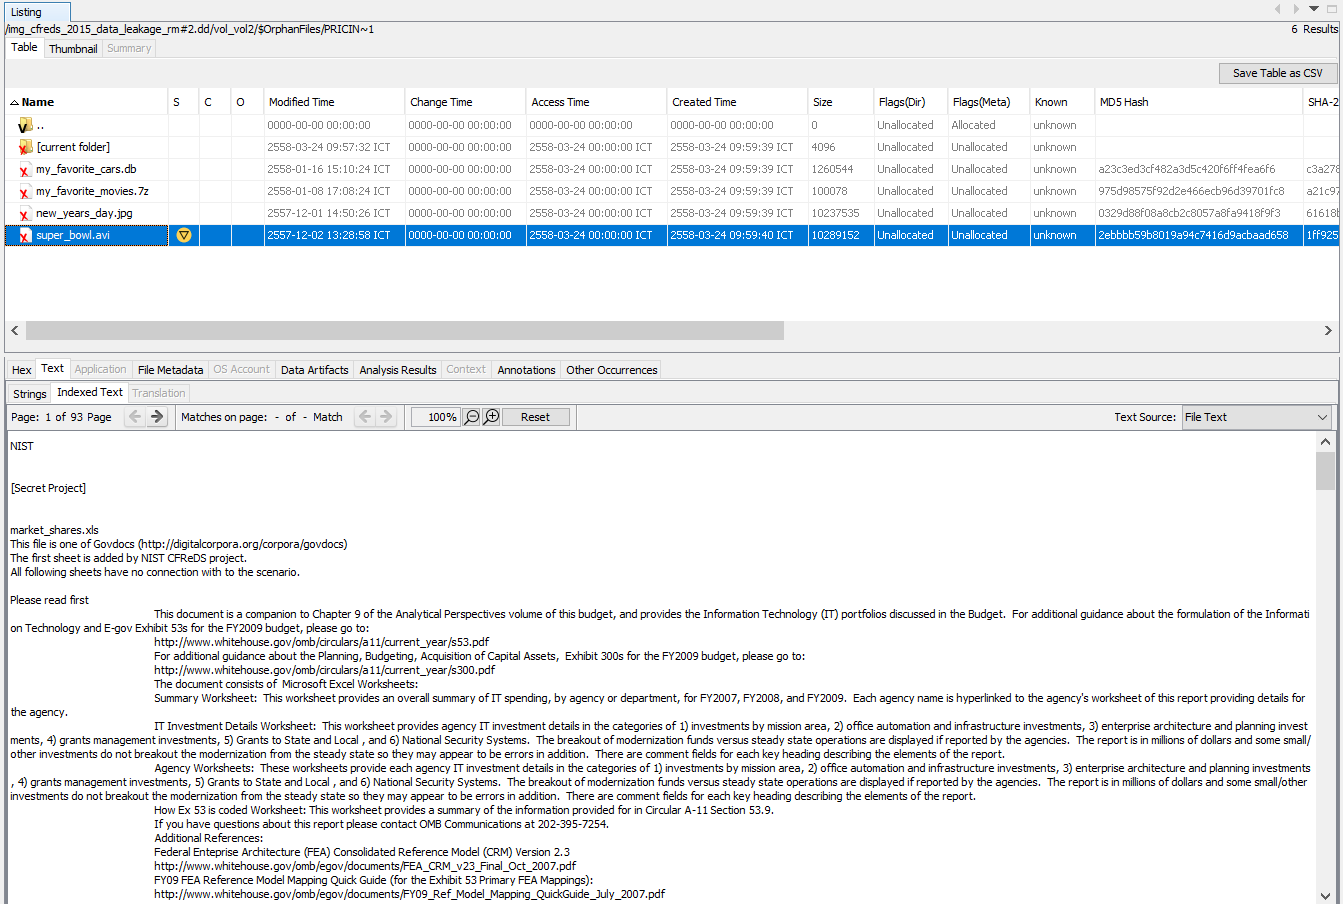 Listing
/img_cfreds_2015_data_leakage_rm#2.dd/vol_vol2/$OrphanFiles/PRICIN~1
6 Results
Table Thumbnail Summary
Save Table as CSV
Name S C O Modified Time Change Time Access Time Created Time Size Flags(Dir) Flags(Meta) Known MD5 Hash SHA-2
.. 0000-00-00 00:00:00 0000-00-00 00:00:00 0000-00-00 00:00:00 0000-00-00 00:00:00 0 Unallocated Allocated unknown
[current folder] 2558-03-24 09:57:32 ICT 0000-00-00 00:00:00 2558-03-24 00:00:00 ICT 2558-03-24 09:59:39 ICT 4096 Unallocated Unallocated unknown
my_favorite_cars.db 2558-01-16 15:10:24 ICT 0000-00-00 00:00:00 2558-03-24 00:00:00 ICT 2558-03-24 09:59:39 ICT 1260544 Unallocated Unallocated unknown a23c3ed3cf482a3d5c420f6ff4fea6f6 c3a278
my_favorite_movies.7z 2558-01-08 17:08:24 ICT 0000-00-00 00:00:00 2558-03-24 00:00:00 ICT 2558-03-24 09:59:39 ICT 100078 Unallocated Unallocated unknown 975d98575f92d2e466ecb96d39701fc8 a21c97
new_years_day.jpg 2557-12-01 14:50:26 ICT 0000-00-00 00:00:00 2558-03-24 00:00:00 ICT 2558-03-24 09:59:39 ICT 10237535 Unallocated Unallocated unknown 0329d88f08a8cb2c8057a8fa9418f9f3 61618b
super_bowl.avi 2557-12-02 13:28:58 ICT 0000-00-00 00:00:00 2558-03-24 00:00:00 ICT 2558-03-24 09:59:40 ICT 10289152 Unallocated Unallocated unknown 2ebbbb59b8019a94c7416d9acbaad658 1ff925
Hex Text Application File Metadata OS Account Data Artifacts Analysis Results Context Annotations Other Occurrences
Strings Indexed Text Translation
Page: 1 of 93 Page Matches on page: - of - Match 100% Reset Text Source: File Text
NIST
[Secret Project]
market_shares.xls
This file is one of Govdocs (http://digitalcorpora.org/corpora/govdocs)
The first sheet is added by NIST CFReDS project.
All following sheets have no connection with to the scenario.
Please read first
This document is a companion to Chapter 9 of the Analytical Perspectives volume of this budget, and provides the Information Technology (IT) portfolios discussed in the Budget. For additional guidance about the formulation of the Informati
on Technology and E-gov Exhibit 53s for the FY2009 budget, please go to:
http://www.whitehouse.gov/omb/circulars/a11/current_year/s53.pdf
For additional guidance about the Planning, Budgeting, Acquisition of Capital Assets, Exhibit 300s for the FY2009 budget, please go to:
http://www.whitehouse.gov/omb/circulars/a11/current_year/s300.pdf
The document consists of Microsoft Excel Worksheets:
Summary Worksheet: This worksheet provides an overall summary of IT spending, by agency or department, for FY2007, FY2008, and FY2009. Each agency name is hyperlinked to the agency's worksheet of this report providing details for
the agency.
IT Investment Details Worksheet: This worksheet provides agency IT investment details in the categories of 1) investments by mission area, 2) office automation and infrastructure investments, 3) enterprise architecture and planning invest
ments, 4) grants management investments, 5) Grants to State and Local , and 6) National Security Systems. The breakout of modernization funds versus steady state operations are displayed if reported by the agencies. The report is in millions of dollars and some small/
other investments do not breakout the modernization from the steady state so they may appear to be errors in addition. There are comment fields for each key heading describing the elements of the report.
Agency Worksheets: These worksheets provide each agency IT investment details in the categories of 1) investments by mission area, 2) office automation and infrastructure investments, 3) enterprise architecture and planning investments
, 4) grants management investments, 5) Grants to State and Local , and 6) National Security Systems. The breakout of modernization funds versus steady state operations are displayed if reported by the agencies. The report is in millions of dollars and some small/other
investments do not breakout the modernization from the steady state so they may appear to be errors in addition. There are comment fields for each key heading describing the elements of the report.
How Ex 53 is coded Worksheet: This worksheet provides a summary of the information provided for in Circular A-11 Section 53.9.
If you have questions about this report please contact OMB Communications at 202-395-7254.
Additional References:
Federal Enteprise Architecture (FEA) Consolidated Reference Model (CRM) Version 2.3
http://www.whitehouse.gov/omb/egov/documents/FEA_CRM_v23_Final_Oct_2007.pdf
FY09 FEA Reference Model Mapping Quick Guide (for the Exhibit 53 Primary FEA Mappings):
http://www.whitehouse.gov/omb/egov/documents/FY09_Ref_Model_Mapping_QuickGuide_July_2007.pdf